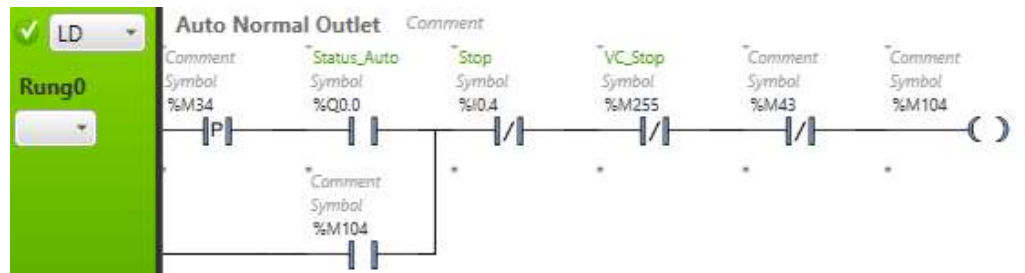 LD
Auto Normal Outlet Comment
Rung0
Comment Status_Auto Stop VC_Stop Comment Comment
Symbol Symbol Symbol Symbol Symbol Symbol
%M34 %Q0.0 %I0.4 %M255 %M43 %M104
P / / /
Comment
Symbol
%M104